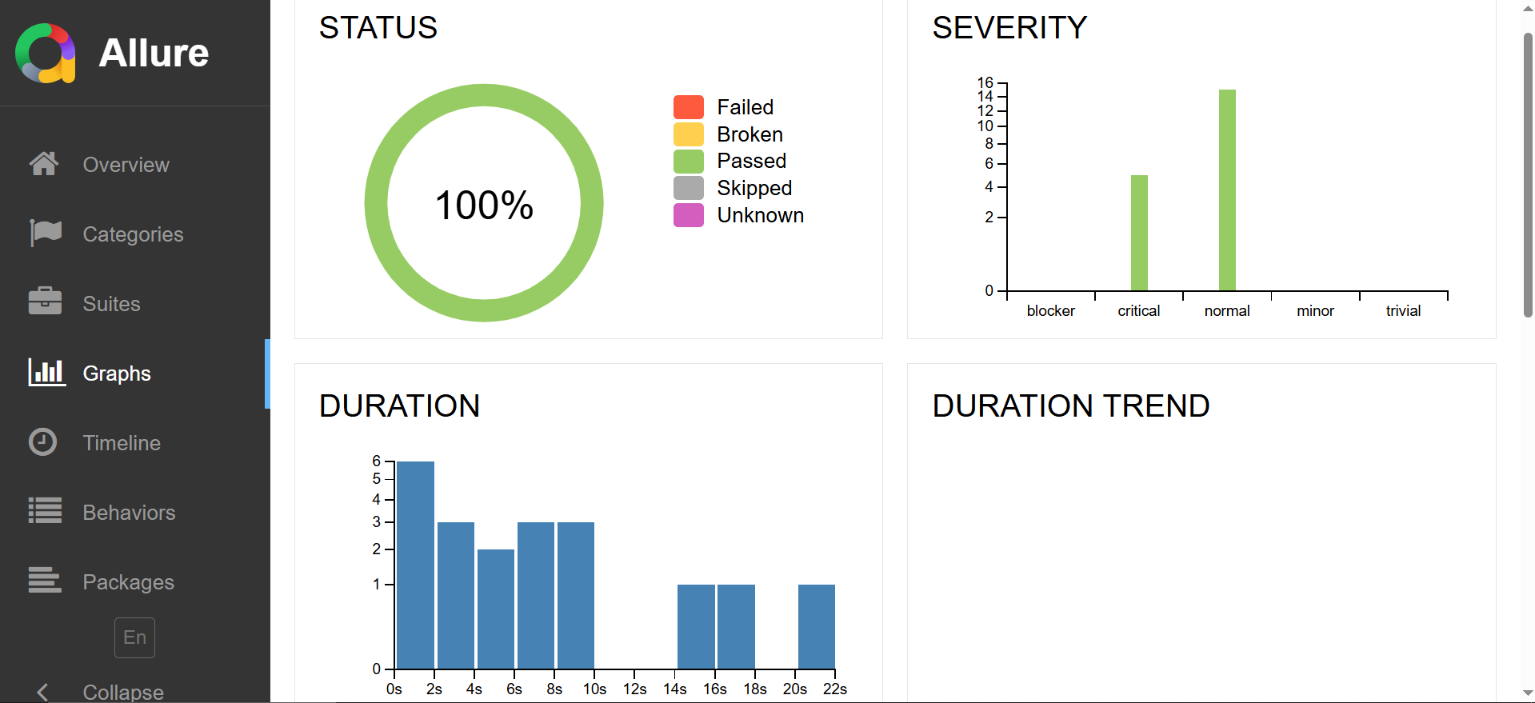 Allure
Overview
Categories
Suites
Graphs
Timeline
Behaviors
Packages
En
Collapse
STATUS
100%
Failed
Broken
Passed
Skipped
Unknown
SEVERITY
16
14
12
10
8
6
4
2
0
blocker critical normal minor trivial
DURATION
6
5
4
3
2
1
0
0s 2s 4s 6s 8s 10s 12s 14s 16s 18s 20s 22s
DURATION TREND